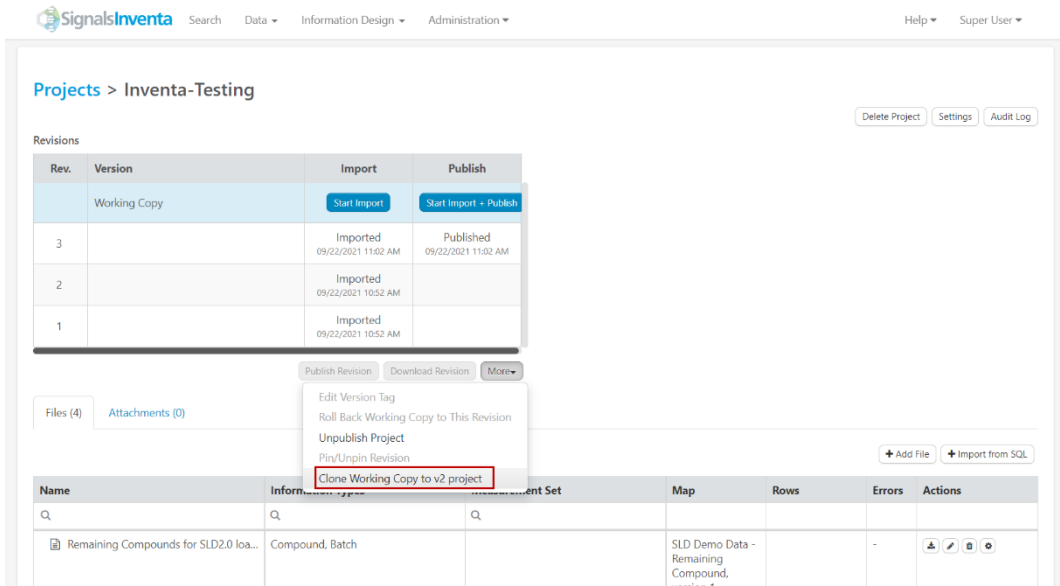 SignalsInventa Search Data Information Design Administration Help Super User
Projects > Inventa-Testing
Delete Project Settings Audit Log
Revisions
Rev. Version Import Publish
Working Copy Start Import Start Import + Publish
3 Imported Published
09/22/2021 11:02 AM 09/22/2021 11:02 AM
2 Imported
09/22/2021 10:52 AM
1 Imported
09/22/2021 10:52 AM
Publish Revision Download Revision More
Edit Version Tag
Files (4) Attachments (0)
Roll Back Working Copy to This Revision
Unpublish Project
Pin/Unpin Revision
+ Add File + Import from SQL
Clone Working Copy to v2 project
Name Information Types Measurement Set Map Rows Errors Actions
Remaining Compounds for SLD2.0 loa... Compound, Batch SLD Demo Data - -
Remaining
Compound,